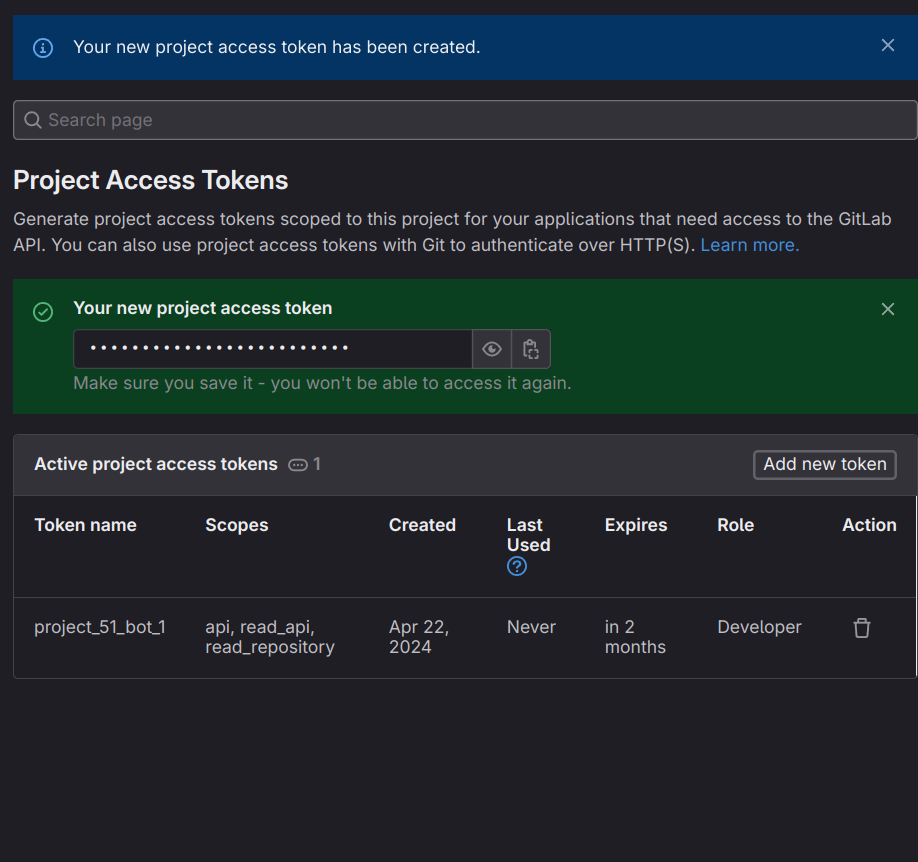 Your new project access token has been created.
Search page
Project Access Tokens
Generate project access tokens scoped to this project for your applications that need access to the GitLab
API. You can also use project access tokens with Git to authenticate over HTTP(S). Learn more.
Your new project access token
•••••••••••••••••••••••••
Make sure you save it - you won't be able to access it again.
Active project access tokens 1
Add new token
Token name Scopes Created Last Used Expires Role Action
project_51_bot_1 api, read_api, read_repository Apr 22, 2024 Never in 2 months Developer